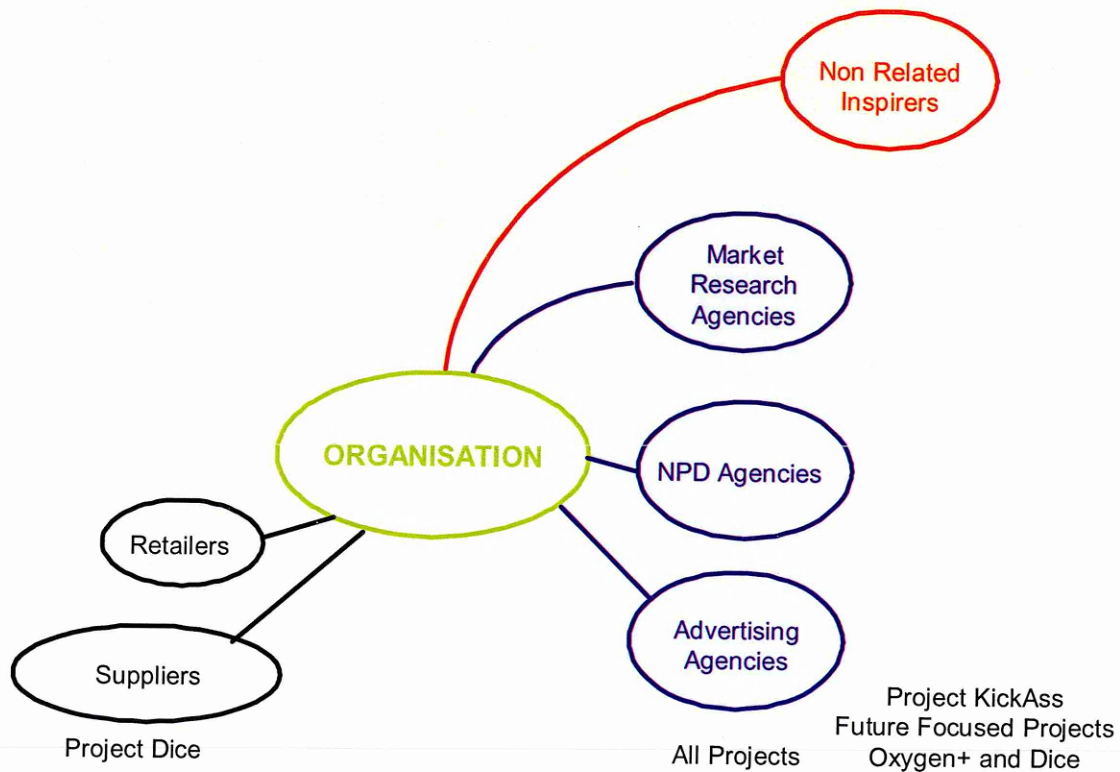 Non Related
Inspirers
Market
Research
Agencies
ORGANISATION
NPD Agencies
Retailers
Advertising
Agencies
Suppliers
Project Dice
All Projects
Project KickAss
Future Focused Projects
Oxygen+ and Dice